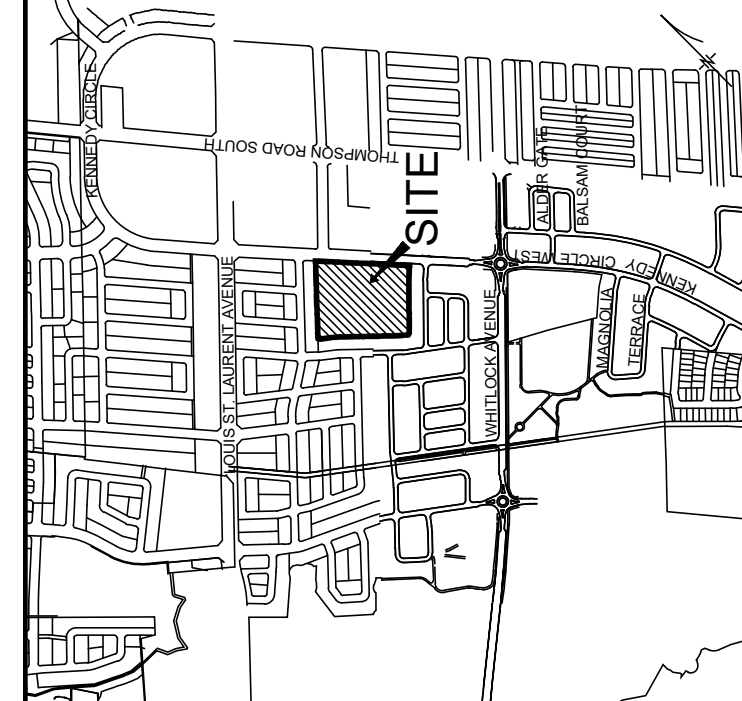 KENNEDY CIRCLE
THOMPSON ROAD SOUTH
SITE
ALDER GATE
BALSAM COURT
KENNEDY CIRCLE WEST
LOUIS ST. LAURENT AVENUE
WHITLOCK AVENUE
MAGNOLIA
TERRACE